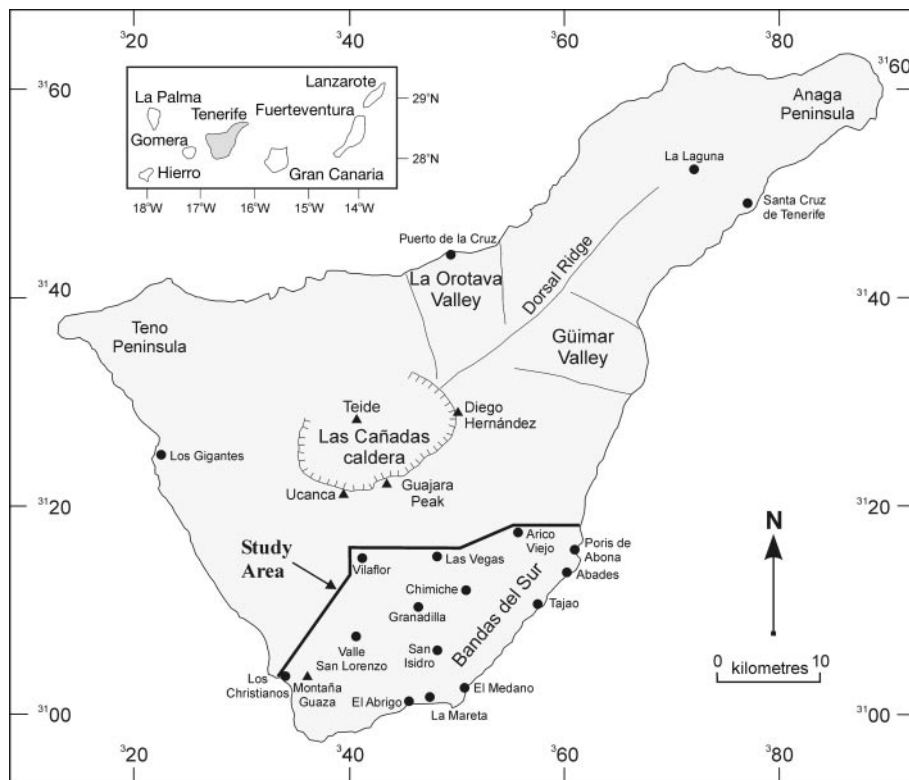 ³20
³40
³60
³80
³¹60
³¹60
Lanzarote
La Palma
Fuerteventura
29°N
Tenerife
Gomera
28°N
Hierro
Gran Canaria
18°W
17°W
16°W
15°W
14°W
Anaga
Peninsula
La Laguna
Santa Cruz
de Tenerife
Puerto de la Cruz
La Orotava
Valley
Dorsal Ridge
³¹40
³¹40
Teno
Peninsula
Güimar
Valley
Teide
Diego
Hernández
Las Cañadas
caldera
Los Gigantes
Ucanca
Guajara
Peak
³¹20
³¹20
Study
Area
Arico
Viejo
Poris de
Abona
Vilaflor
Las Vegas
Abades
Chimiche
Tajao
Granadilla
Bandas del Sur
Valle
San Lorenzo
San
Isidro
N
0
10
kilometres
Los
Christianos
Montaña
Guaza
El Abrigo
El Medano
La Mareta
³¹00
³¹00
³20
³40
³60
³80